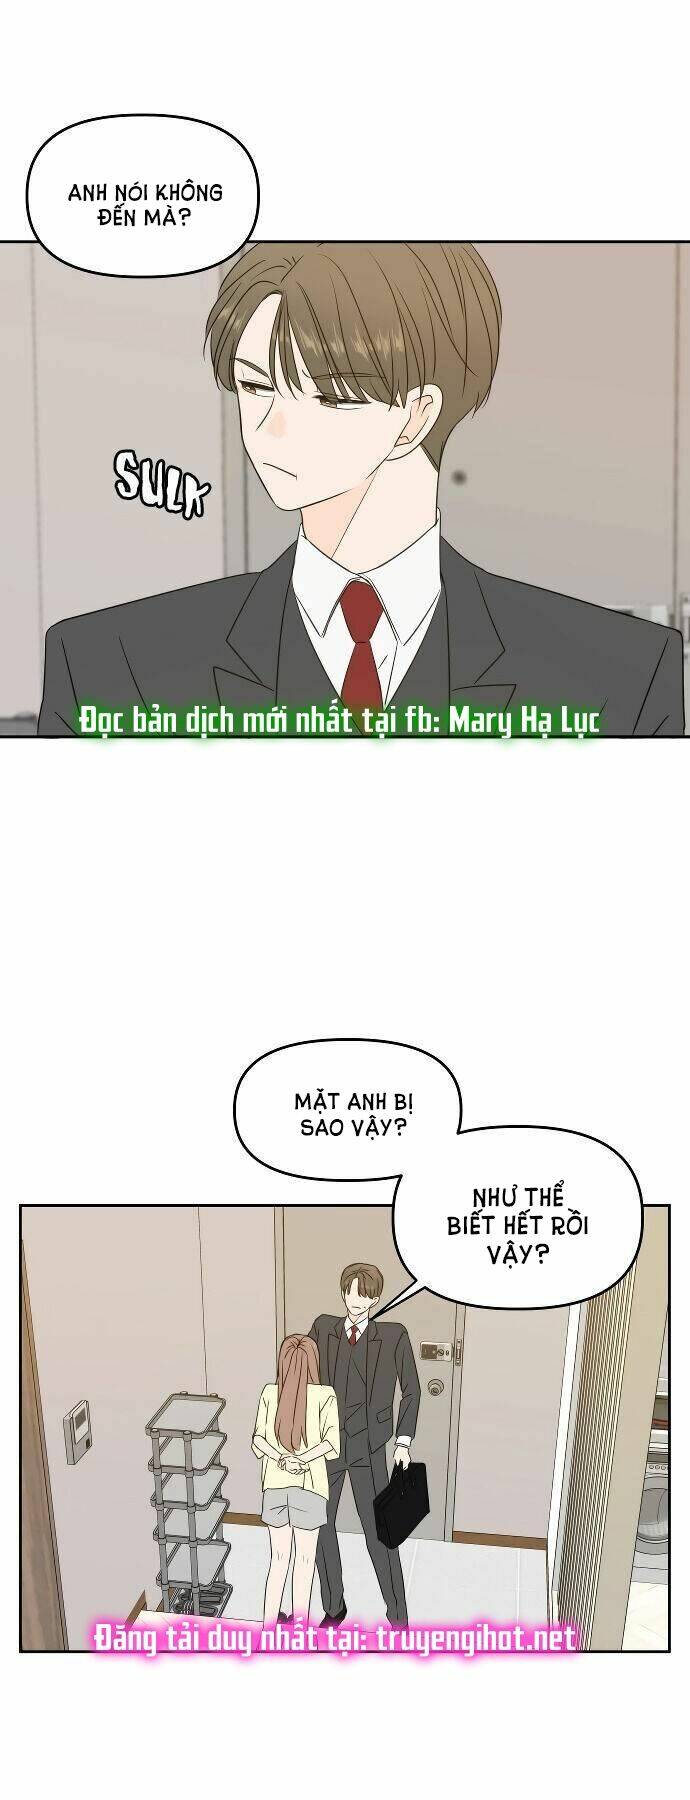 ANH NÓI KHÔNG
ĐẾN MÀ?
SULK
Đọc bản dịch mới nhất tại fb: Mary Hạ Lục
MẶT ANH BỊ
SAO VẬY?
NHƯ THỂ
BIẾT HẾT RỒI
VẬY?
Đăng tải duy nhất tại: truyengihot.net